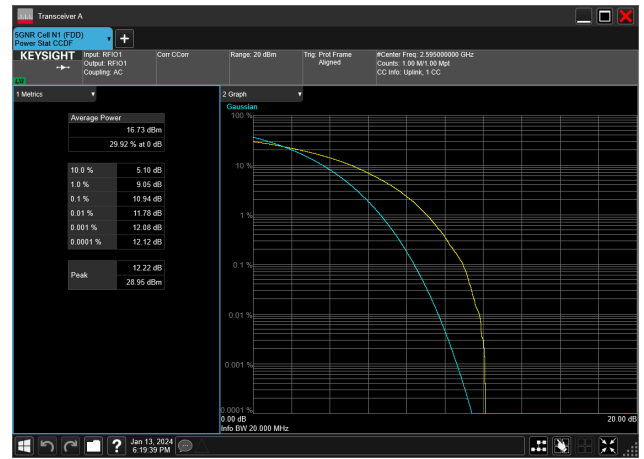 Transceiver A
5GNR Cell N1 (FDD)
Power Stat CCDF
KEYSIGHT
Input: RFIO1
Output: RFIO1
Coupling: AC
Corr CCorr
Range: 20 dBm
Trig: Prot Frame
Aligned
#Center Freq: 2.595000000 GHz
Counts: 1.00 M/1.00 Mpt
CC Info: Uplink, 1 CC
1 Metrics
Average Power
16.73 dBm
29.92 % at 0 dB
10.0 % 5.10 dB
1.0 % 9.05 dB
0.1 % 10.94 dB
0.01 % 11.78 dB
0.001 % 12.08 dB
0.0001 % 12.12 dB
Peak
12.22 dB
28.95 dBm
2 Graph
Gaussian
100 %
10 %
1 %
0.1 %
0.01 %
0.001 %
0.0001 %
0.00 dB
20.00 dB
Info BW 20.000 MHz
?
Jan 13, 2024
6:19:39 PM